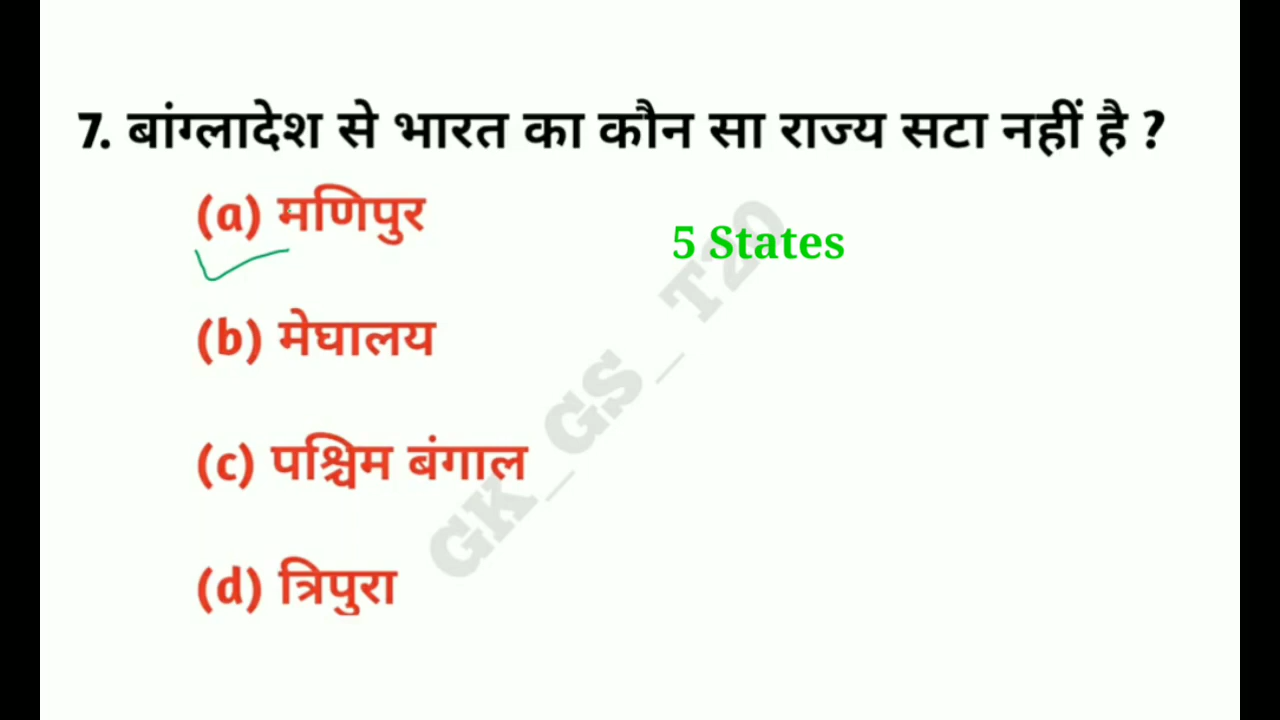 7. बांग्लादेश से भारत का कौन सा राज्य सटा नहीं है ?
(a) मणिपुर
5 States
(b) मेघालय
(c) पश्चिम बंगाल
(d) त्रिपुरा
GK_GS_T20